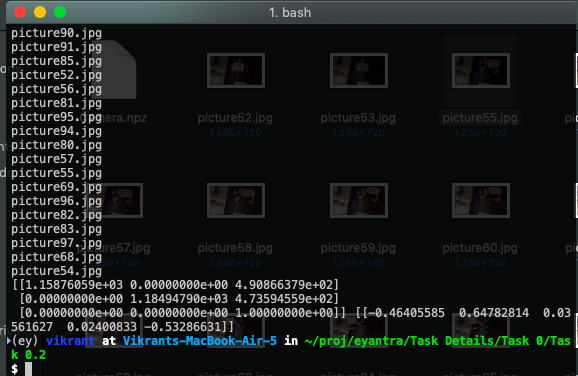 1. bash
picture90.jpg
picture91.jpg
picture85.jpg
picture52.jpg
picture56.jpg
picture81.jpg
picture95.jpg
picture94.jpg
picture80.jpg
picture57.jpg
picture55.jpg
picture69.jpg
picture96.jpg
picture82.jpg
picture83.jpg
picture97.jpg
picture68.jpg
picture54.jpg
[[1.15876059e+03 0.00000000e+00 4.90866379e+02]
[0.00000000e+00 1.18494790e+03 4.73594559e+02]
[0.00000000e+00 0.00000000e+00 1.00000000e+00]] [[-0.46405585  0.64782814  0.03
561627  0.02400833 -0.53286631]]
(ey) vikrant at Vikrants-MacBook-Air-5 in ~/proj/eyantra/Task Details/Task 0/Tas
k 0.2
$
.npz picture52.jpg picture53.jpg picture55.jpg
1,280×720 1,280×720 1,280×720
picture57.jpg picture58.jpg picture59.jpg picture60.jpg
1,280×720 1,280×720 1,280×720